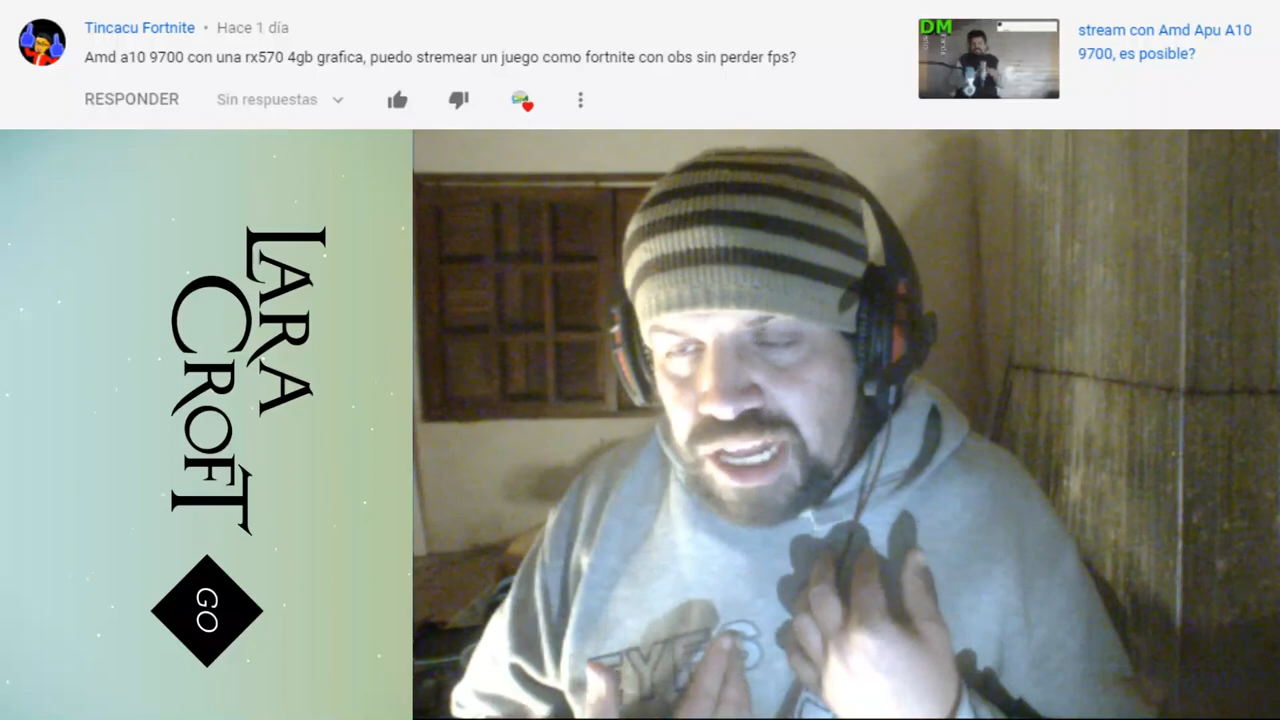 Tincacu Fortnite • Hace 1 día
Amd a10 9700 con una rx570 4gb grafica, puedo stremear un juego como fortnite con obs sin perder fps?
RESPONDER Sin respuestas
DM
stream con Amd Apu A10
9700, es posible?
LARA
CROFT
GO